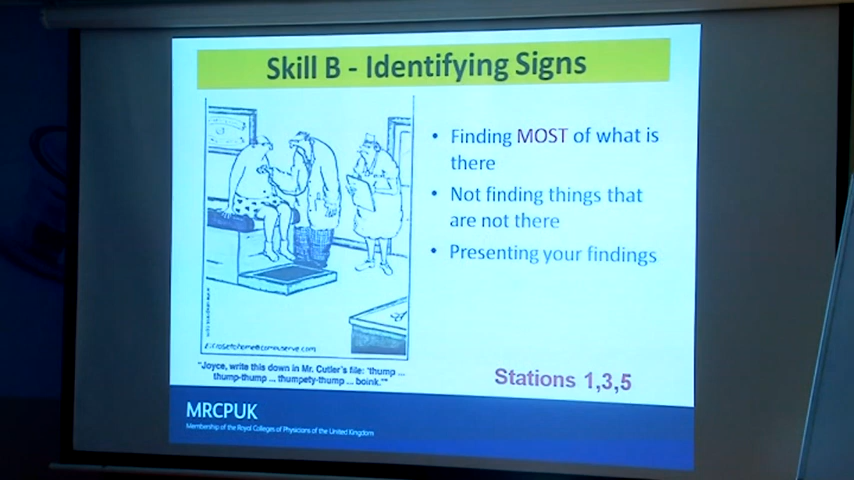 Skill B - Identifying Signs
• Finding MOST of what is
there
• Not finding things that
are not there
• Presenting your findings
"Joyce, write this down in Mr. Cutler's file: 'thump ...
thump-thump ... thumpety-thump ... boink.'"
Stations 1,3,5
MRCPUK
Membership of the Royal Colleges of Physicians of the United Kingdom